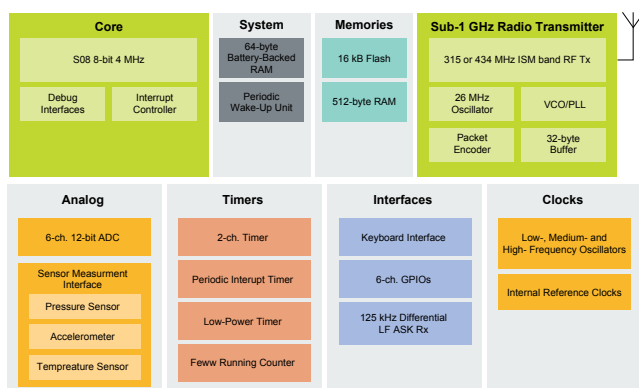 Core
S08 8-bit 4 MHz
Debug
Interfaces
Interrupt
Controller
System
64-byte
Battery-Backed
RAM
Periodic
Wake-Up Unit
Memories
16 kB Flash
512-byte RAM
Sub-1 GHz Radio Transmitter
315 or 434 MHz ISM band RF Tx
26 MHz
Oscillator
VCO/PLL
Packet
Encoder
32-byte
Buffer
Analog
6-ch. 12-bit ADC
Sensor Measurment
Interface
Pressure Sensor
Accelerometer
Tempreature Sensor
Timers
2-ch. Timer
Periodic Interupt Timer
Low-Power Timer
Feww Running Counter
Interfaces
Keyboard Interface
6-ch. GPIOs
125 kHz Differential
LF ASK Rx
Clocks
Low-, Medium- and
High- Frequency Oscillators
Internal Reference Clocks